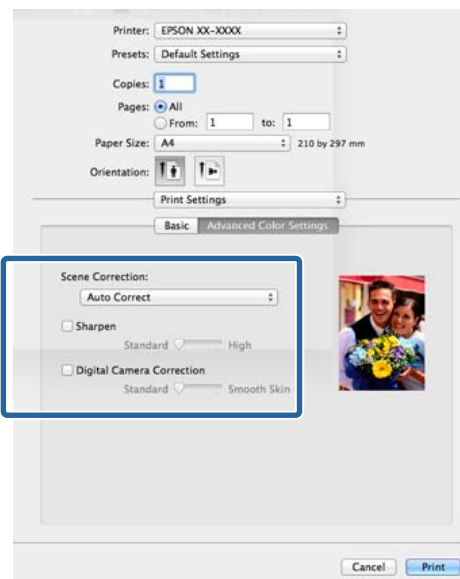 Printer: EPSON XX-XXXX
Presets: Default Settings
Copies: 1
Pages: All
From: 1 to: 1
Paper Size: A4 210 by 297 mm
Orientation:
Print Settings
Basic Advanced Color Settings
Scene Correction:
Auto Correct
Sharpen
Standard High
Digital Camera Correction
Standard Smooth Skin
Cancel Print